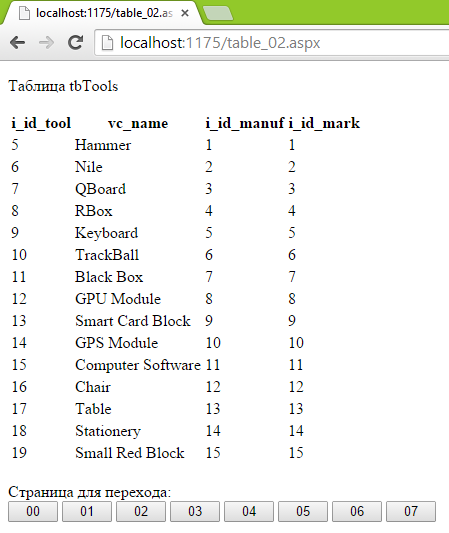 localhost:1175/table_02.as
localhost:1175/table_02.aspx
Таблица tbTools
i_id_tool vc_name i_id_manuf i_id_mark
5 Hammer 1 1
6 Nile 2 2
7 QBoard 3 3
8 RBox 4 4
9 Keyboard 5 5
10 TrackBall 6 6
11 Black Box 7 7
12 GPU Module 8 8
13 Smart Card Block 9 9
14 GPS Module 10 10
15 Computer Software 11 11
16 Chair 12 12
17 Table 13 13
18 Stationery 14 14
19 Small Red Block 15 15
Страница для перехода:
00 01 02 03 04 05 06 07